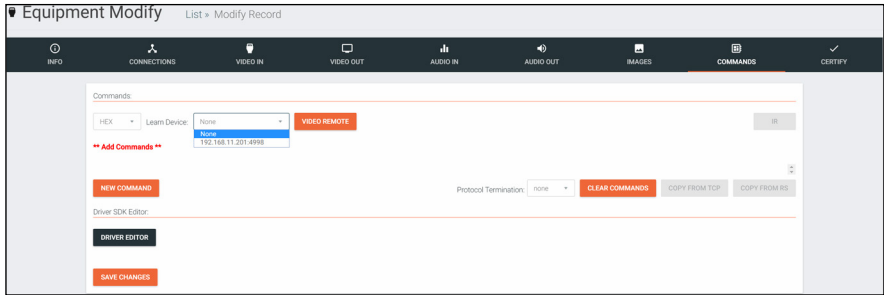 Equipment Modify List » Modify Record
INFO CONNECTIONS VIDEO IN VIDEO OUT AUDIO IN AUDIO OUT IMAGES COMMANDS CERTIFY
Commands:
HEX Learn Device: None VIDEO REMOTE IR
None
192.168.11.201:4998
** Add Commands **
NEW COMMAND Protocol Termination: none CLEAR COMMANDS COPY FROM TCP COPY FROM RS
Driver SDK Editor:
DRIVER EDITOR
SAVE CHANGES